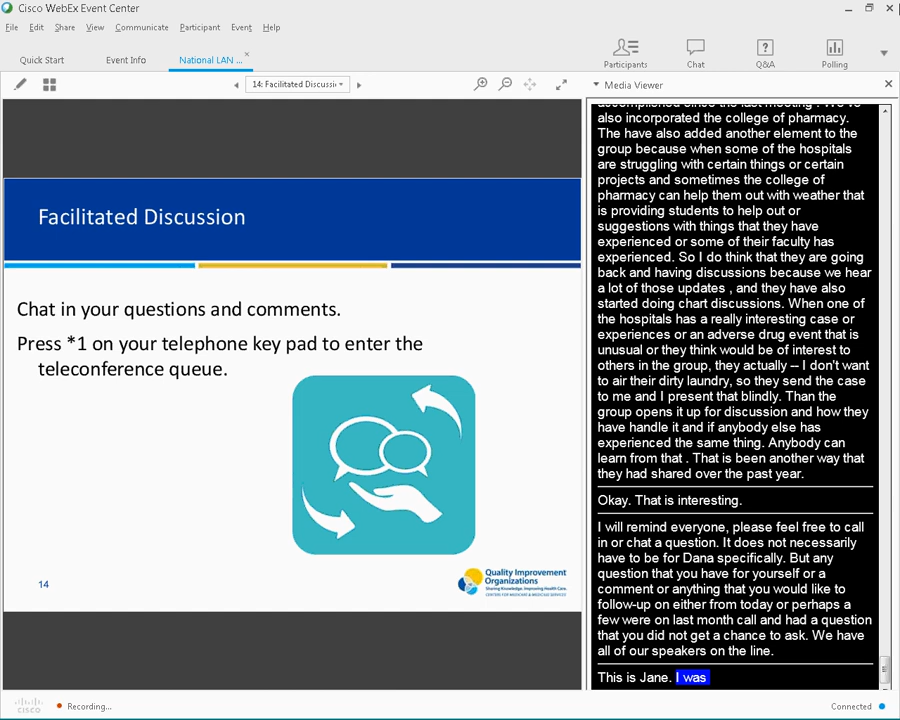 Cisco WebEx Event Center
File Edit Share View Communicate Participant Event Help
Quick Start Event Info National LAN ...
Participants Chat Q&A Polling
14: Facilitated Discussi
Media Viewer
Facilitated Discussion
Chat in your questions and comments.
Press *1 on your telephone key pad to enter the
teleconference queue.
14
Quality Improvement
Organizations
Sharing Knowledge. Improving Health Care.
CENTERS FOR MEDICARE & MEDICAID SERVICES
accomplished since the last meeting . We've
also incorporated the college of pharmacy.
The have also added another element to the
group because when some of the hospitals
are struggling with certain things or certain
projects and sometimes the college of
pharmacy can help them out with weather that
is providing students to help out or
suggestions with things that they have
experienced or some of their faculty has
experienced. So I do think that they are going
back and having discussions because we hear
a lot of those updates , and they have also
started doing chart discussions. When one of
the hospitals has a really interesting case or
experiences or an adverse drug event that is
unusual or they think would be of interest to
others in the group, they actually -- I don't want
to air their dirty laundry, so they send the case
to me and I present that blindly. Than the
group opens it up for discussion and how they
have handle it and if anybody else has
experienced the same thing. Anybody can
learn from that . That is been another way that
they had shared over the past year.
Okay. That is interesting.
I will remind everyone, please feel free to call
in or chat a question. It does not necessarily
have to be for Dana specifically. But any
question that you have for yourself or a
comment or anything that you would like to
follow-up on either from today or perhaps a
few were on last month call and had a question
that you did not get a chance to ask. We have
all of our speakers on the line.
This is Jane. I was
cisco
Recording...
Connected